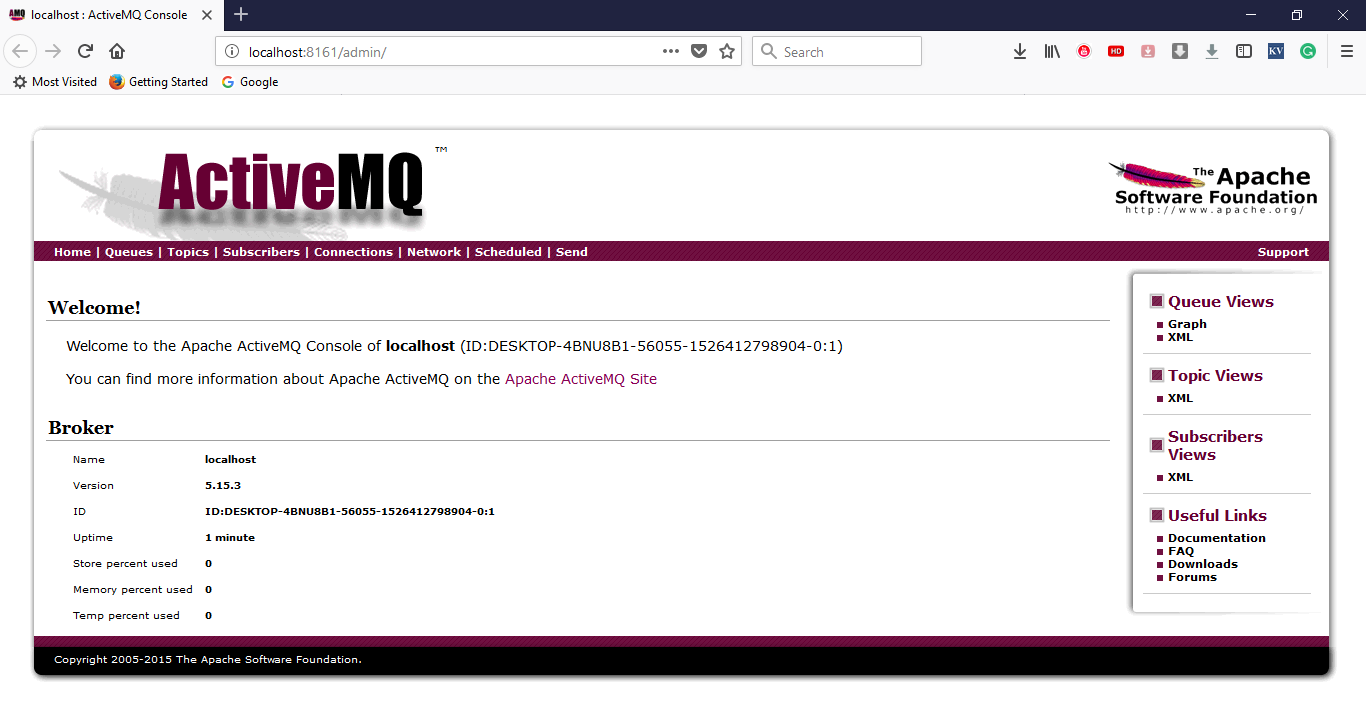 localhost : ActiveMQ Console
localhost:8161/admin/
Search
HD
KV
Most Visited Getting Started Google
ActiveMQ ™
The Apache
Software Foundation
http://www.apache.org/
Home | Queues | Topics | Subscribers | Connections | Network | Scheduled | Send
Support
Welcome!
Welcome to the Apache ActiveMQ Console of localhost (ID:DESKTOP-4BNU8B1-56055-1526412798904-0:1)
You can find more information about Apache ActiveMQ on the Apache ActiveMQ Site
Broker
Name localhost
Version 5.15.3
ID ID:DESKTOP-4BNU8B1-56055-1526412798904-0:1
Uptime 1 minute
Store percent used 0
Memory percent used 0
Temp percent used 0
Queue Views
Graph
XML
Topic Views
XML
Subscribers
Views
XML
Useful Links
Documentation
FAQ
Downloads
Forums
Copyright 2005-2015 The Apache Software Foundation.